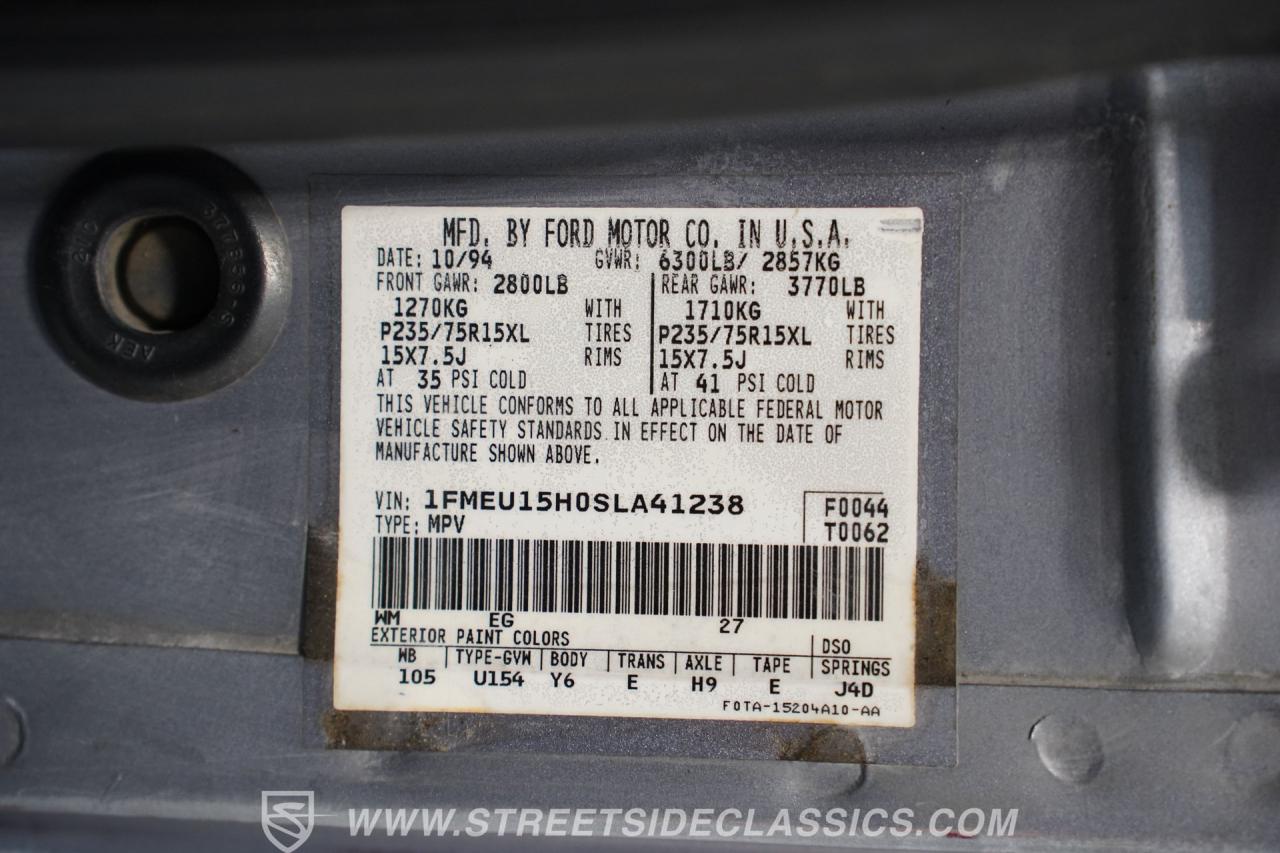 MFD. BY FORD MOTOR CO. IN U.S.A.
DATE: 10/94 GVWR: 6300LB/ 2857KG
FRONT GAWR: 2800LB REAR GAWR: 3770LB
1270KG WITH 1710KG WITH
P235/75R15XL TIRES P235/75R15XL TIRES
15X7.5J RIMS 15X7.5J RIMS
AT 35 PSI COLD AT 41 PSI COLD
THIS VEHICLE CONFORMS TO ALL APPLICABLE FEDERAL MOTOR
VEHICLE SAFETY STANDARDS IN EFFECT ON THE DATE OF
MANUFACTURE SHOWN ABOVE.
VIN: 1FMEU15H0SLA41238 F0044
TYPE: MPV T0062
WM EG 27
EXTERIOR PAINT COLORS DSO
WB TYPE-GVW BODY TRANS AXLE TAPE SPRINGS
105 U154 Y6 E H9 E J4D
F0TA-15204A10-AA
AEK
WWW.STREETSIDECLASSICS.COM